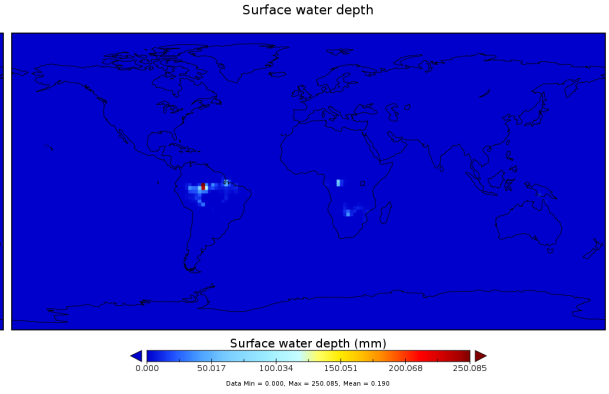 Surface water depth
Surface water depth (mm)
0.000 50.017 100.034 150.051 200.068 250.085
Data Min = 0.000, Max = 250.085, Mean = 0.190